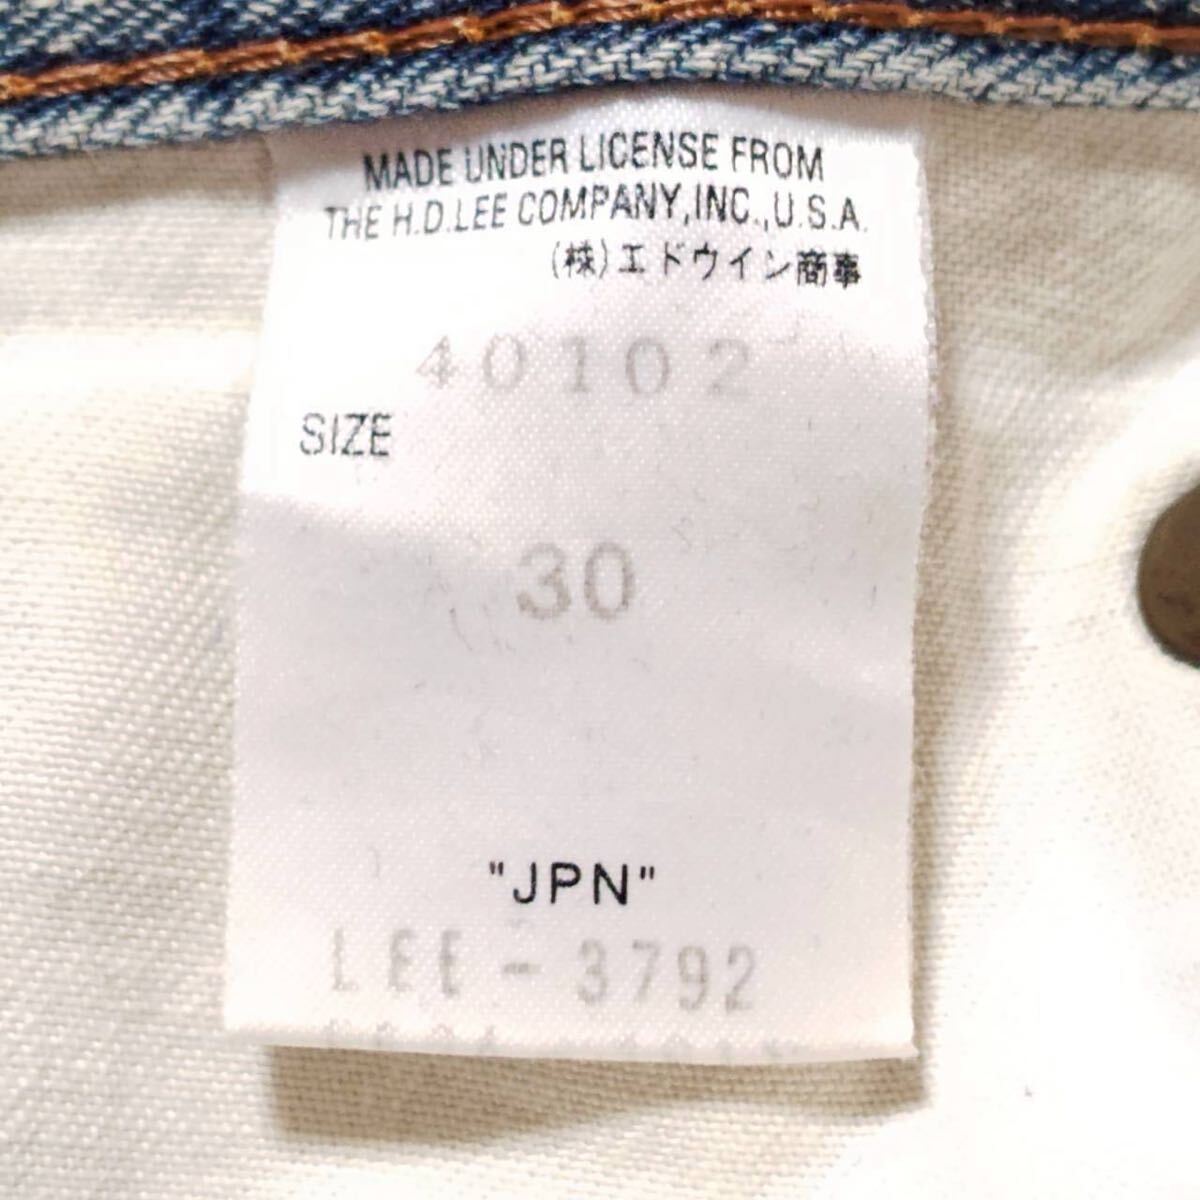 MADE UNDER LICENSE FROM
THE H.D.LEE COMPANY,INC.,U.S.A.
(株)エドウイン商事
40102
SIZE
30
"JPN"
LEE-3792